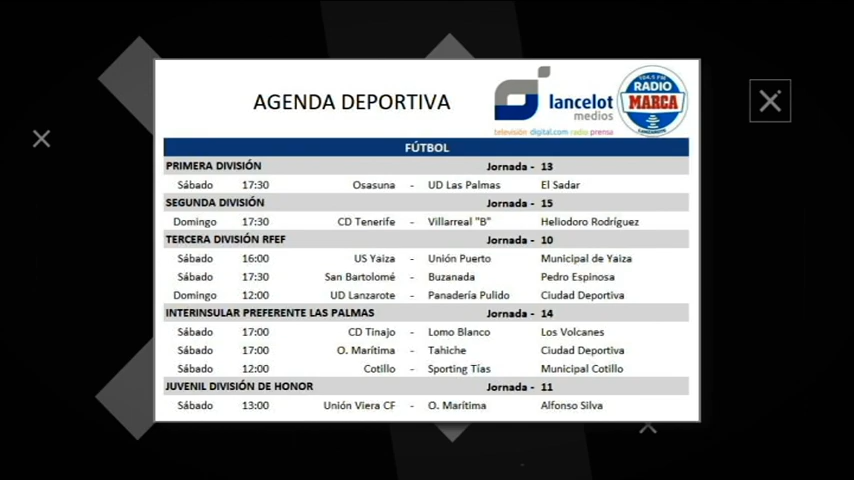 AGENDA DEPORTIVA
lancelot
medios
televisión digital.com radio prensa
104.5 FM
RADIO
MARCA
LANZAROTE
FÚTBOL
PRIMERA DIVISIÓN Jornada - 13
Sábado 17:30 Osasuna - UD Las Palmas El Sadar
SEGUNDA DIVISIÓN Jornada - 15
Domingo 17:30 CD Tenerife - Villarreal "B" Heliodoro Rodríguez
TERCERA DIVISIÓN RFEF Jornada - 10
Sábado 16:00 US Yaiza - Unión Puerto Municipal de Yaiza
Sábado 17:30 San Bartolomé - Buzanada Pedro Espinosa
Domingo 12:00 UD Lanzarote - Panadería Pulido Ciudad Deportiva
INTERINSULAR PREFERENTE LAS PALMAS Jornada - 14
Sábado 17:00 CD Tinajo - Lomo Blanco Los Volcanes
Sábado 17:00 O. Marítima - Tahiche Ciudad Deportiva
Sábado 12:00 Cotillo - Sporting Tías Municipal Cotillo
JUVENIL DIVISIÓN DE HONOR Jornada - 11
Sábado 13:00 Unión Viera CF - O. Marítima Alfonso Silva